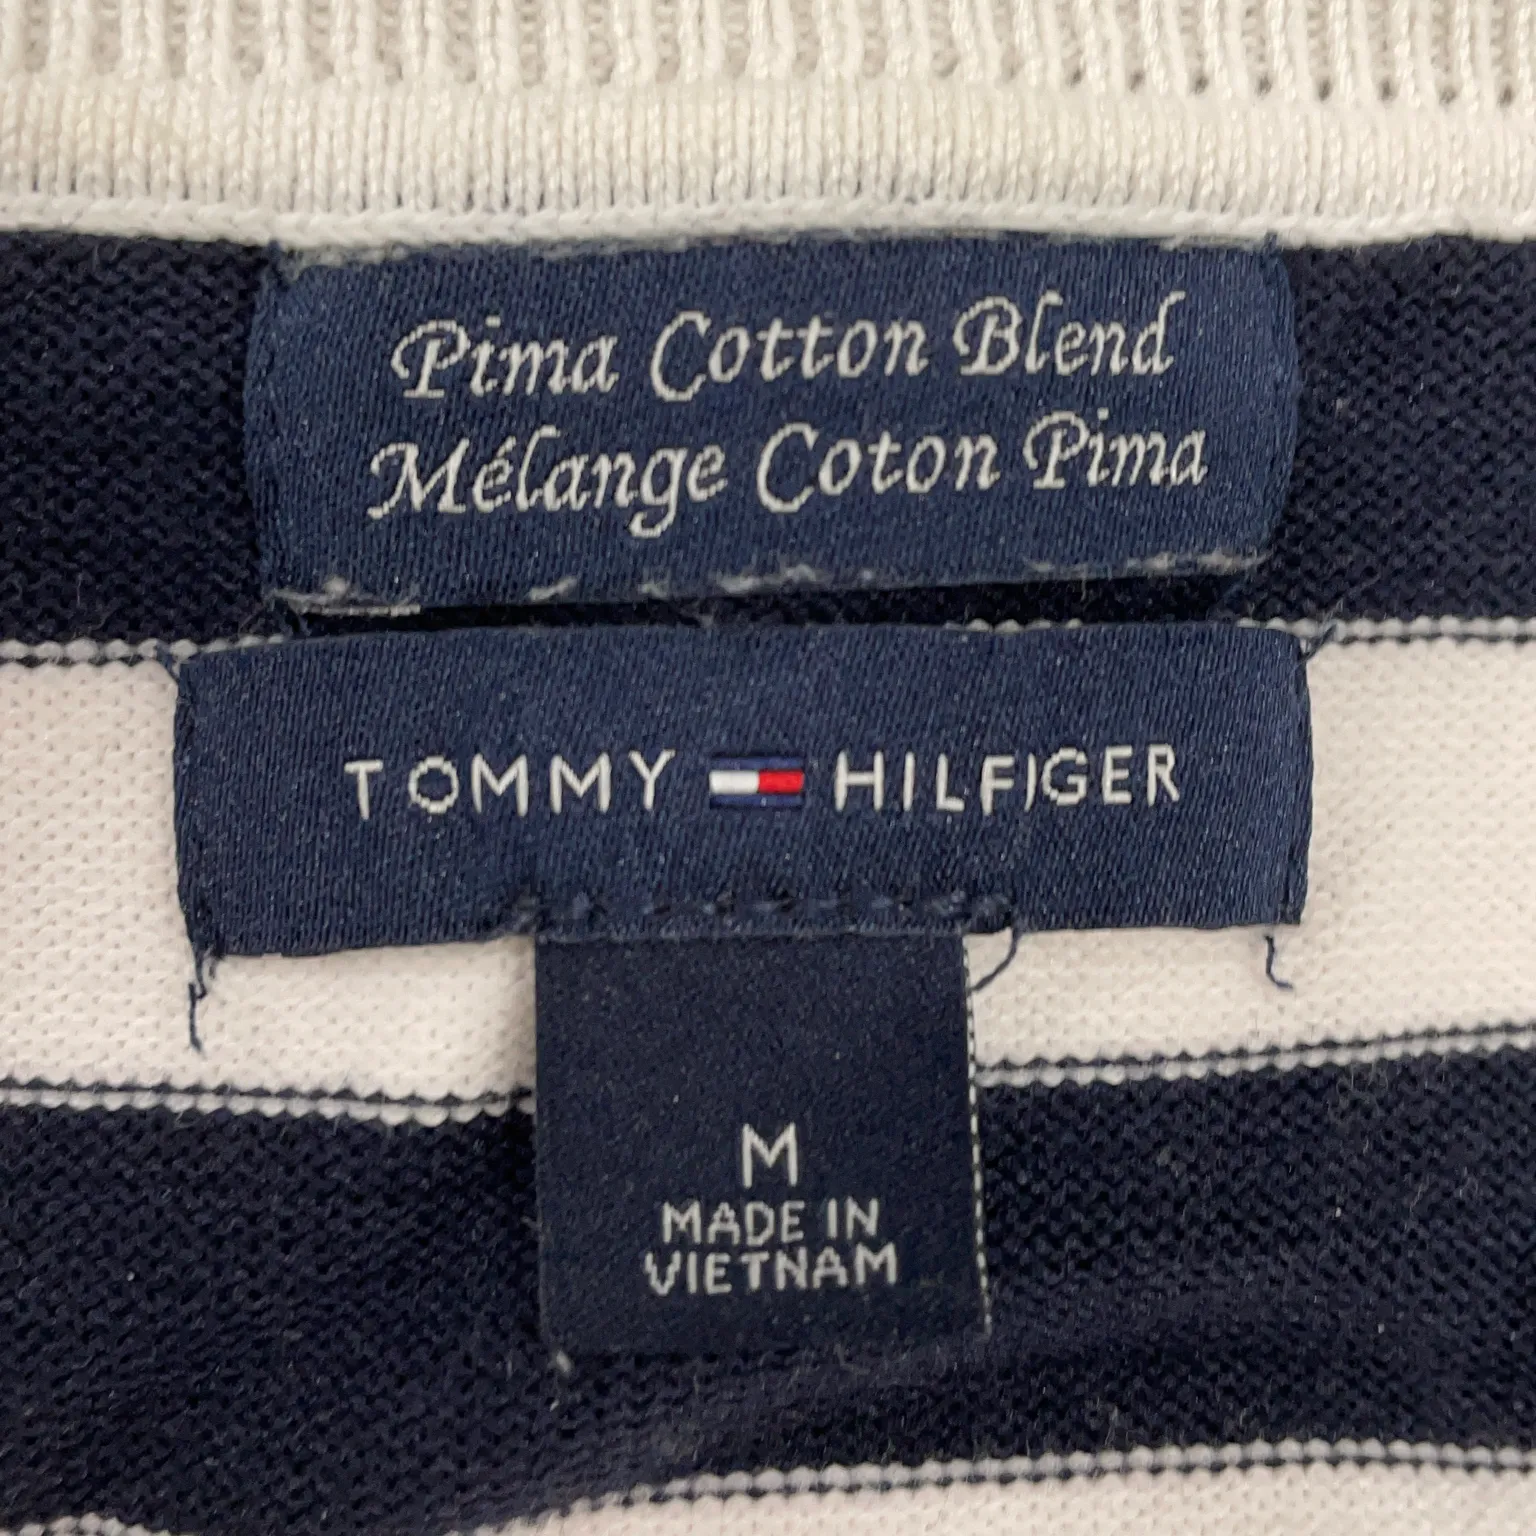 Pima Cotton Blend
Mélange Coton Pima
TOMMY HILFIGER
M
MADE IN
VIETNAM